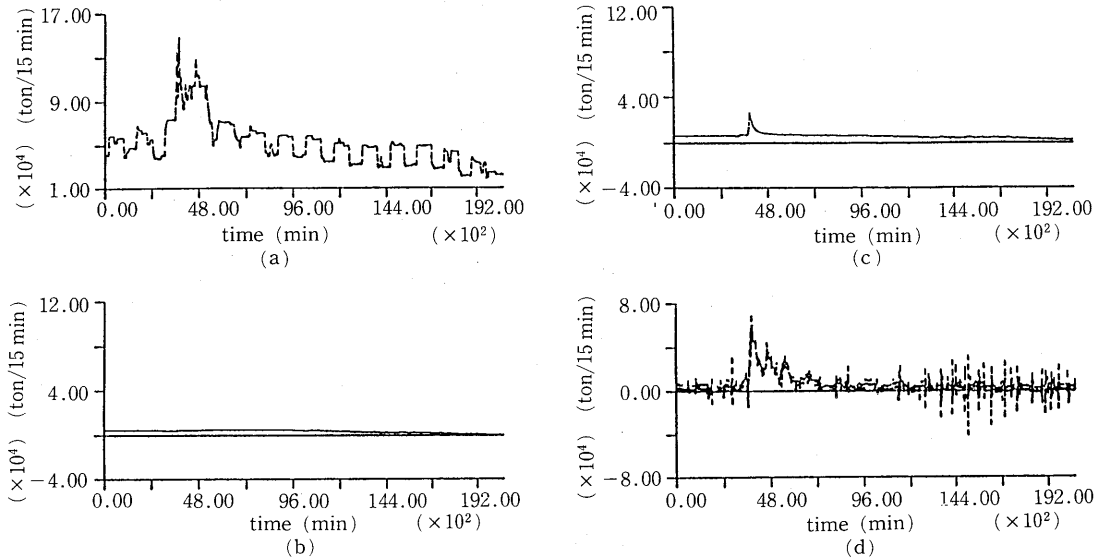 17.00
9.00
1.00
(×10⁴) (ton/15 min)
0.00 48.00 96.00 144.00 192.00
time (min) (×10²)
(a)
12.00
4.00
−4.00
(×10⁴) (ton/15 min)
0.00 48.00 96.00 144.00 192.00
time (min) (×10²)
(c)
12.00
4.00
−4.00
(×10⁴) (ton/15 min)
0.00 48.00 96.00 144.00 192.00
time (min) (×10²)
(b)
8.00
0.00
−8.00
(×10⁴) (ton/15 min)
0.00 48.00 96.00 144.00 192.00
time (min) (×10²)
(d)